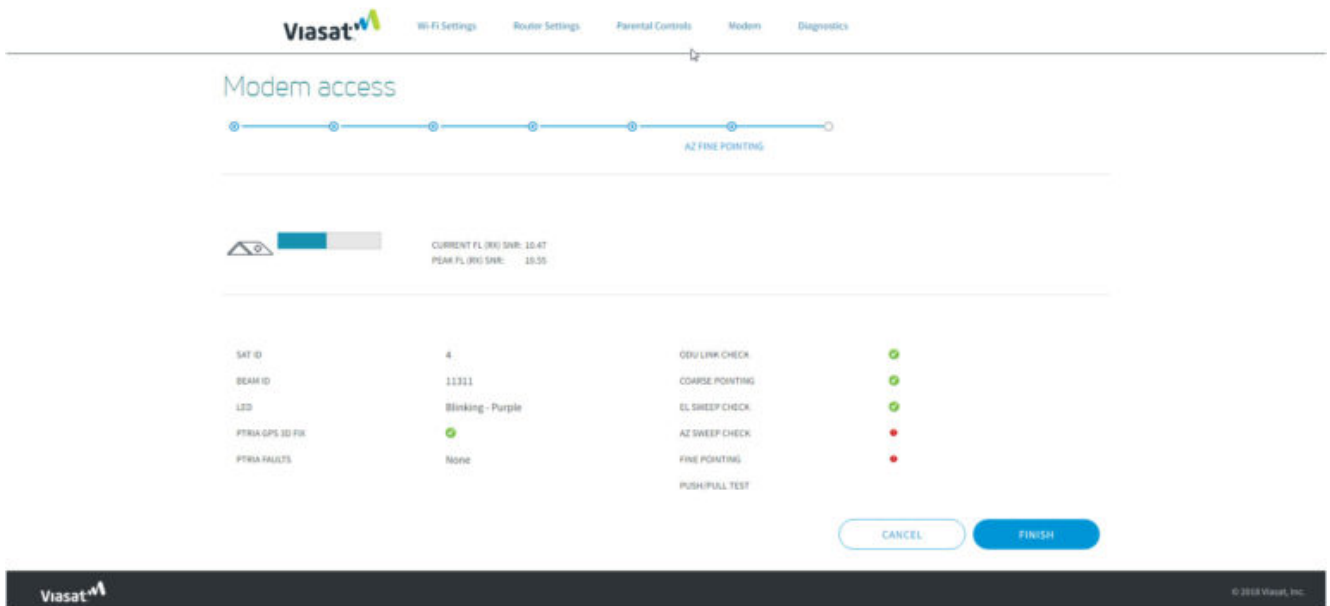 Viasat
Wi-Fi Settings Router Settings Parental Controls Modem Diagnostics
Modem access
AZ FINE POINTING
CURRENT FL (RX) SNR: 10.47
PEAK FL (RX) SNR: 10.55
SAT ID 4 ODU LINK CHECK
BEAM ID 11311 COARSE POINTING
LED Blinking - Purple EL SWEEP CHECK
PTRIA GPS 3D FIX AZ SWEEP CHECK
PTRIA FAULTS None FINE POINTING
PUSH/PULL TEST
CANCEL FINISH
Viasat © 2018 Viasat, Inc.